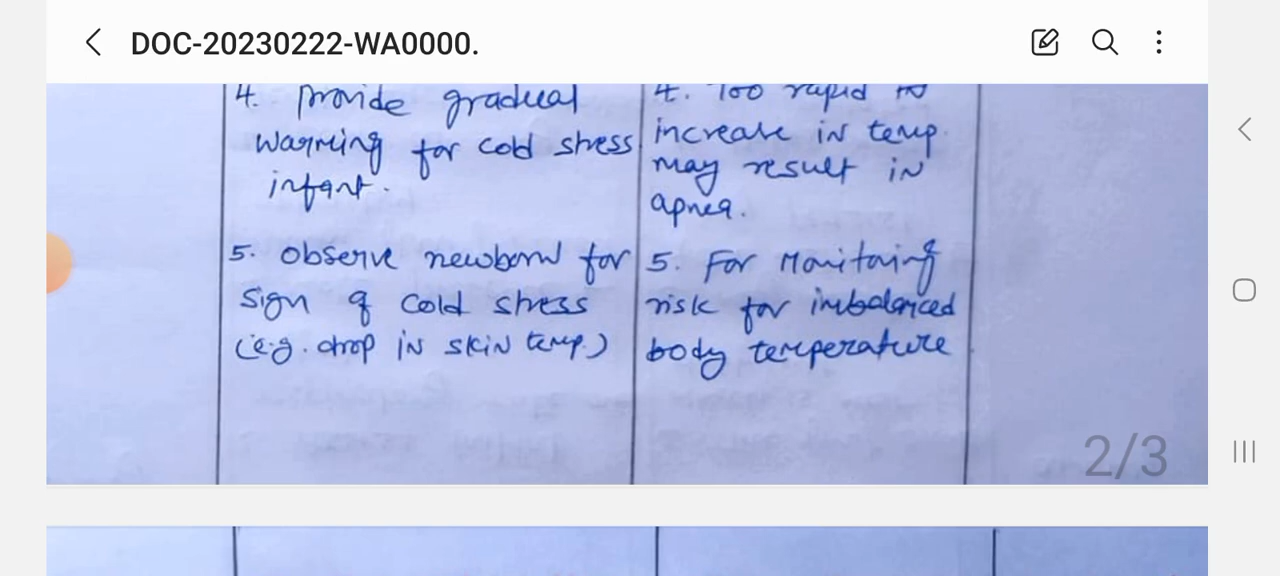 DOC-20230222-WA0000.
4. Provide gradual
warming for cold stress
infant.
4. Too rapid
increase in temp.
may result in
apnea.
5. Observe newborn for
sign of cold stress
(e.g. drop in skin temp.)
5. For Monitaing
risk for imbalanced
body temperature
2/3